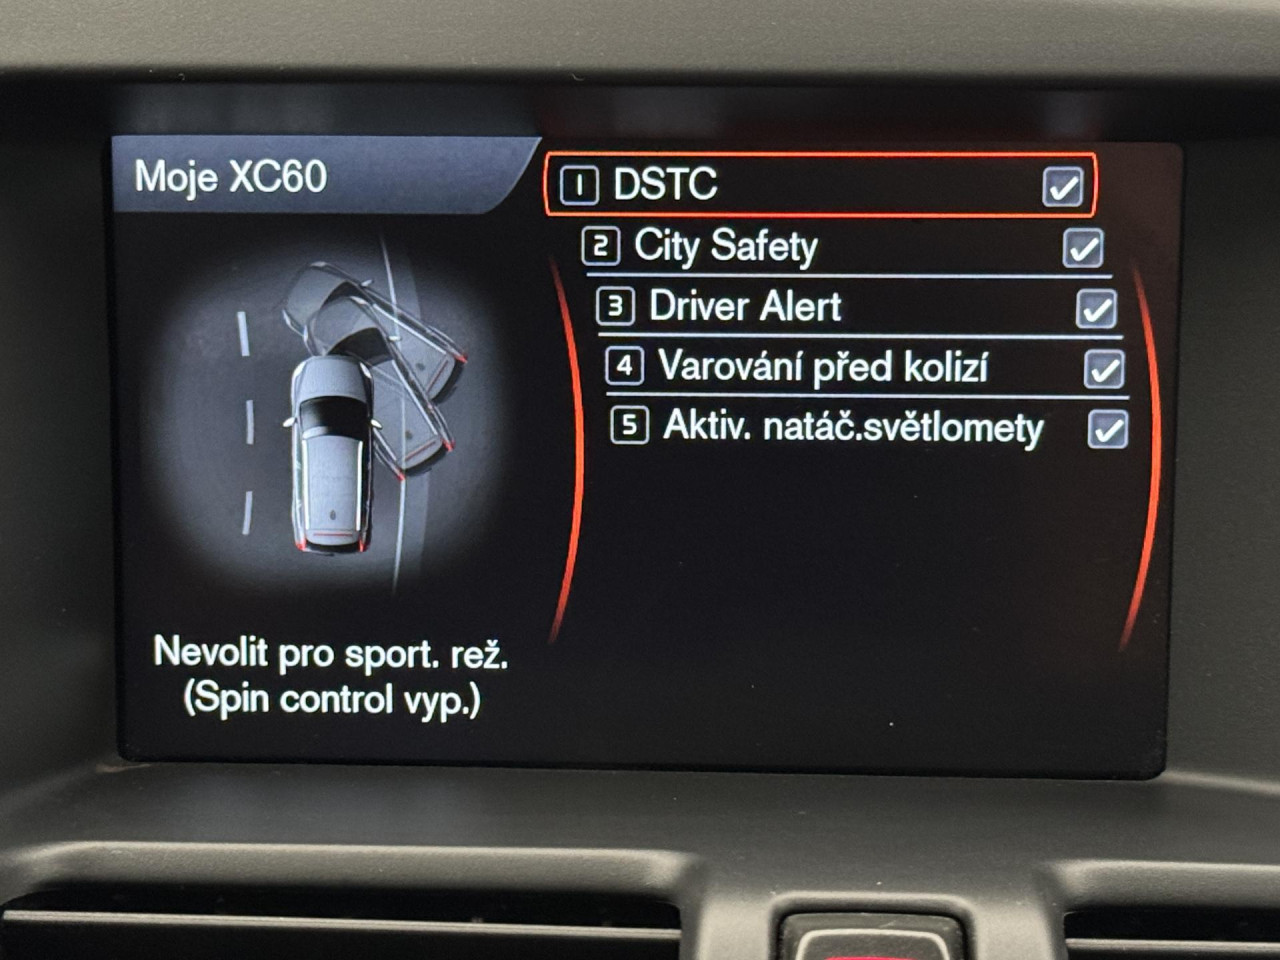 Moje XC60
1 DSTC
2 City Safety
3 Driver Alert
4 Varování před kolizí
5 Aktiv. natáč.světlomety
Nevolit pro sport. rež.
(Spin control vyp.)